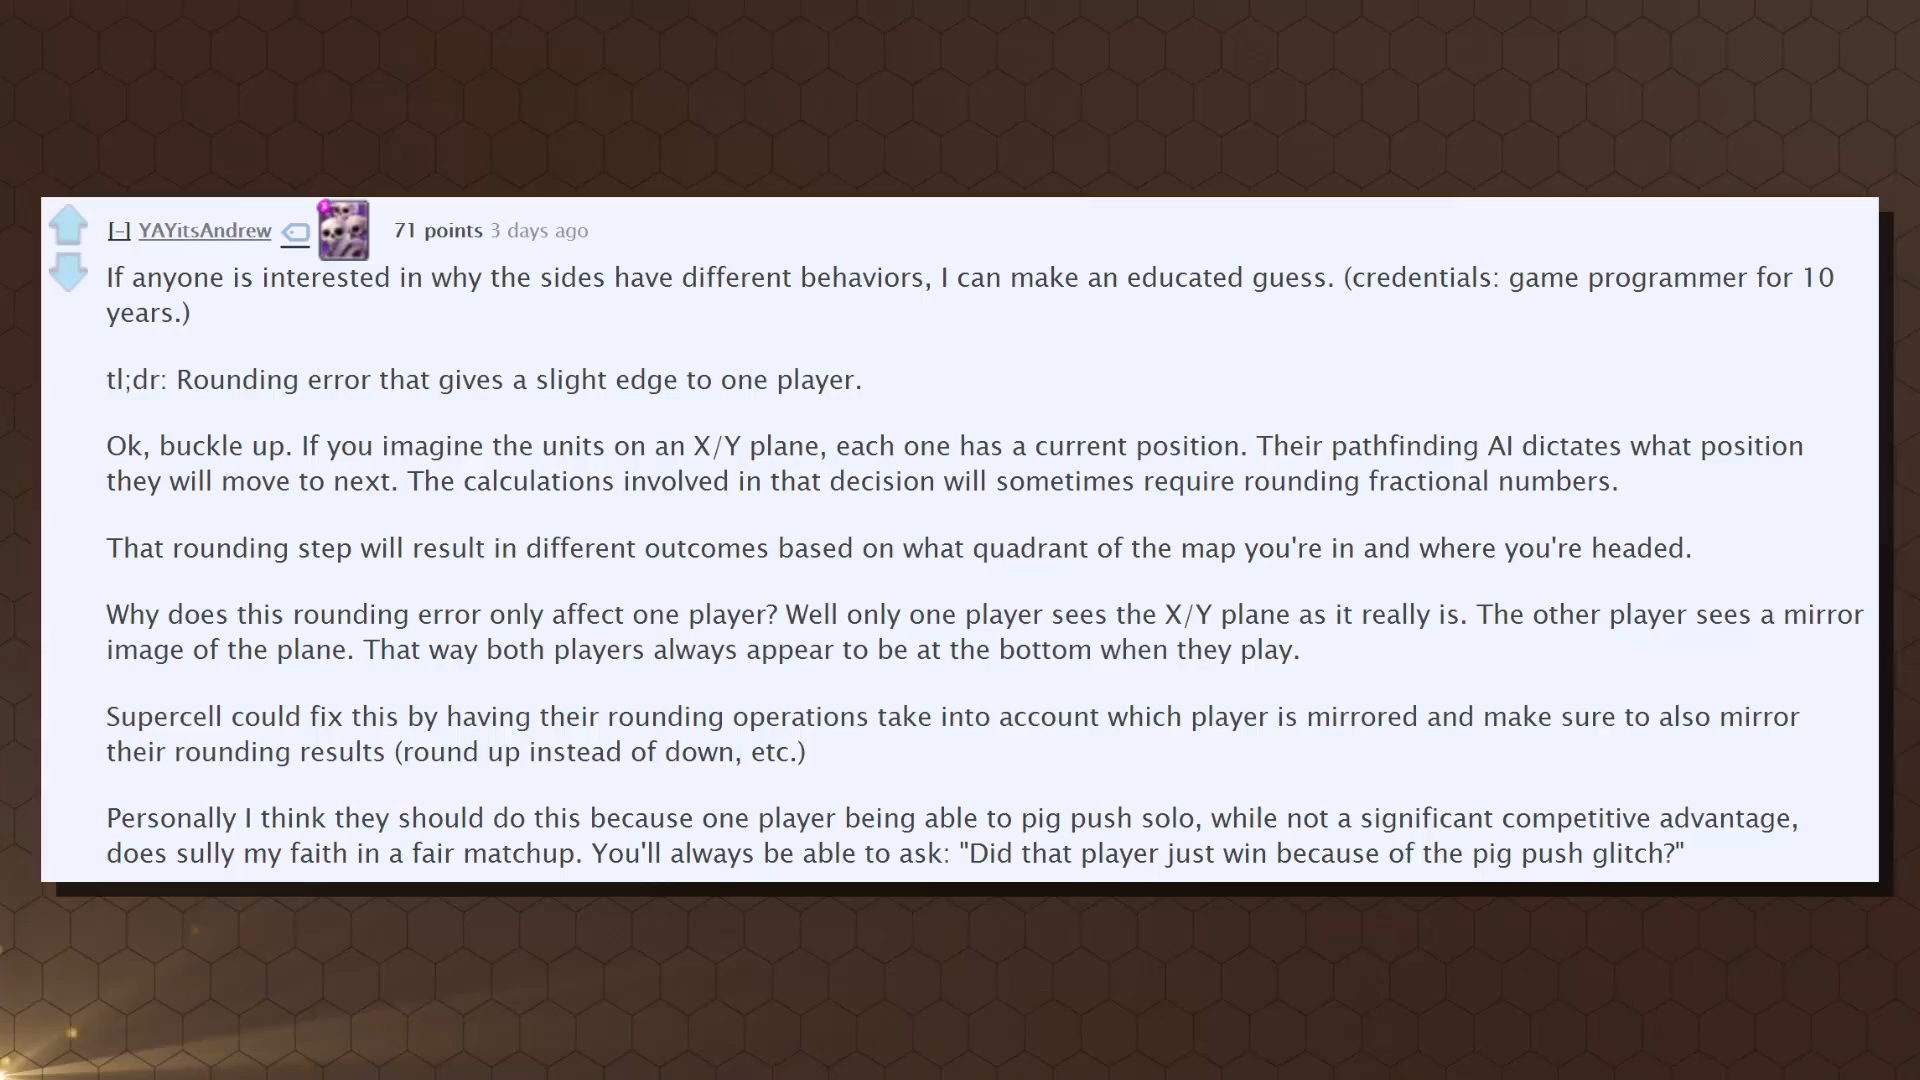 [–] YAYitsAndrew 71 points 3 days ago
If anyone is interested in why the sides have different behaviors, I can make an educated guess. (credentials: game programmer for 10
years.)
tl;dr: Rounding error that gives a slight edge to one player.
Ok, buckle up. If you imagine the units on an X/Y plane, each one has a current position. Their pathfinding AI dictates what position
they will move to next. The calculations involved in that decision will sometimes require rounding fractional numbers.
That rounding step will result in different outcomes based on what quadrant of the map you're in and where you're headed.
Why does this rounding error only affect one player? Well only one player sees the X/Y plane as it really is. The other player sees a mirror
image of the plane. That way both players always appear to be at the bottom when they play.
Supercell could fix this by having their rounding operations take into account which player is mirrored and make sure to also mirror
their rounding results (round up instead of down, etc.)
Personally I think they should do this because one player being able to pig push solo, while not a significant competitive advantage,
does sully my faith in a fair matchup. You'll always be able to ask: "Did that player just win because of the pig push glitch?"